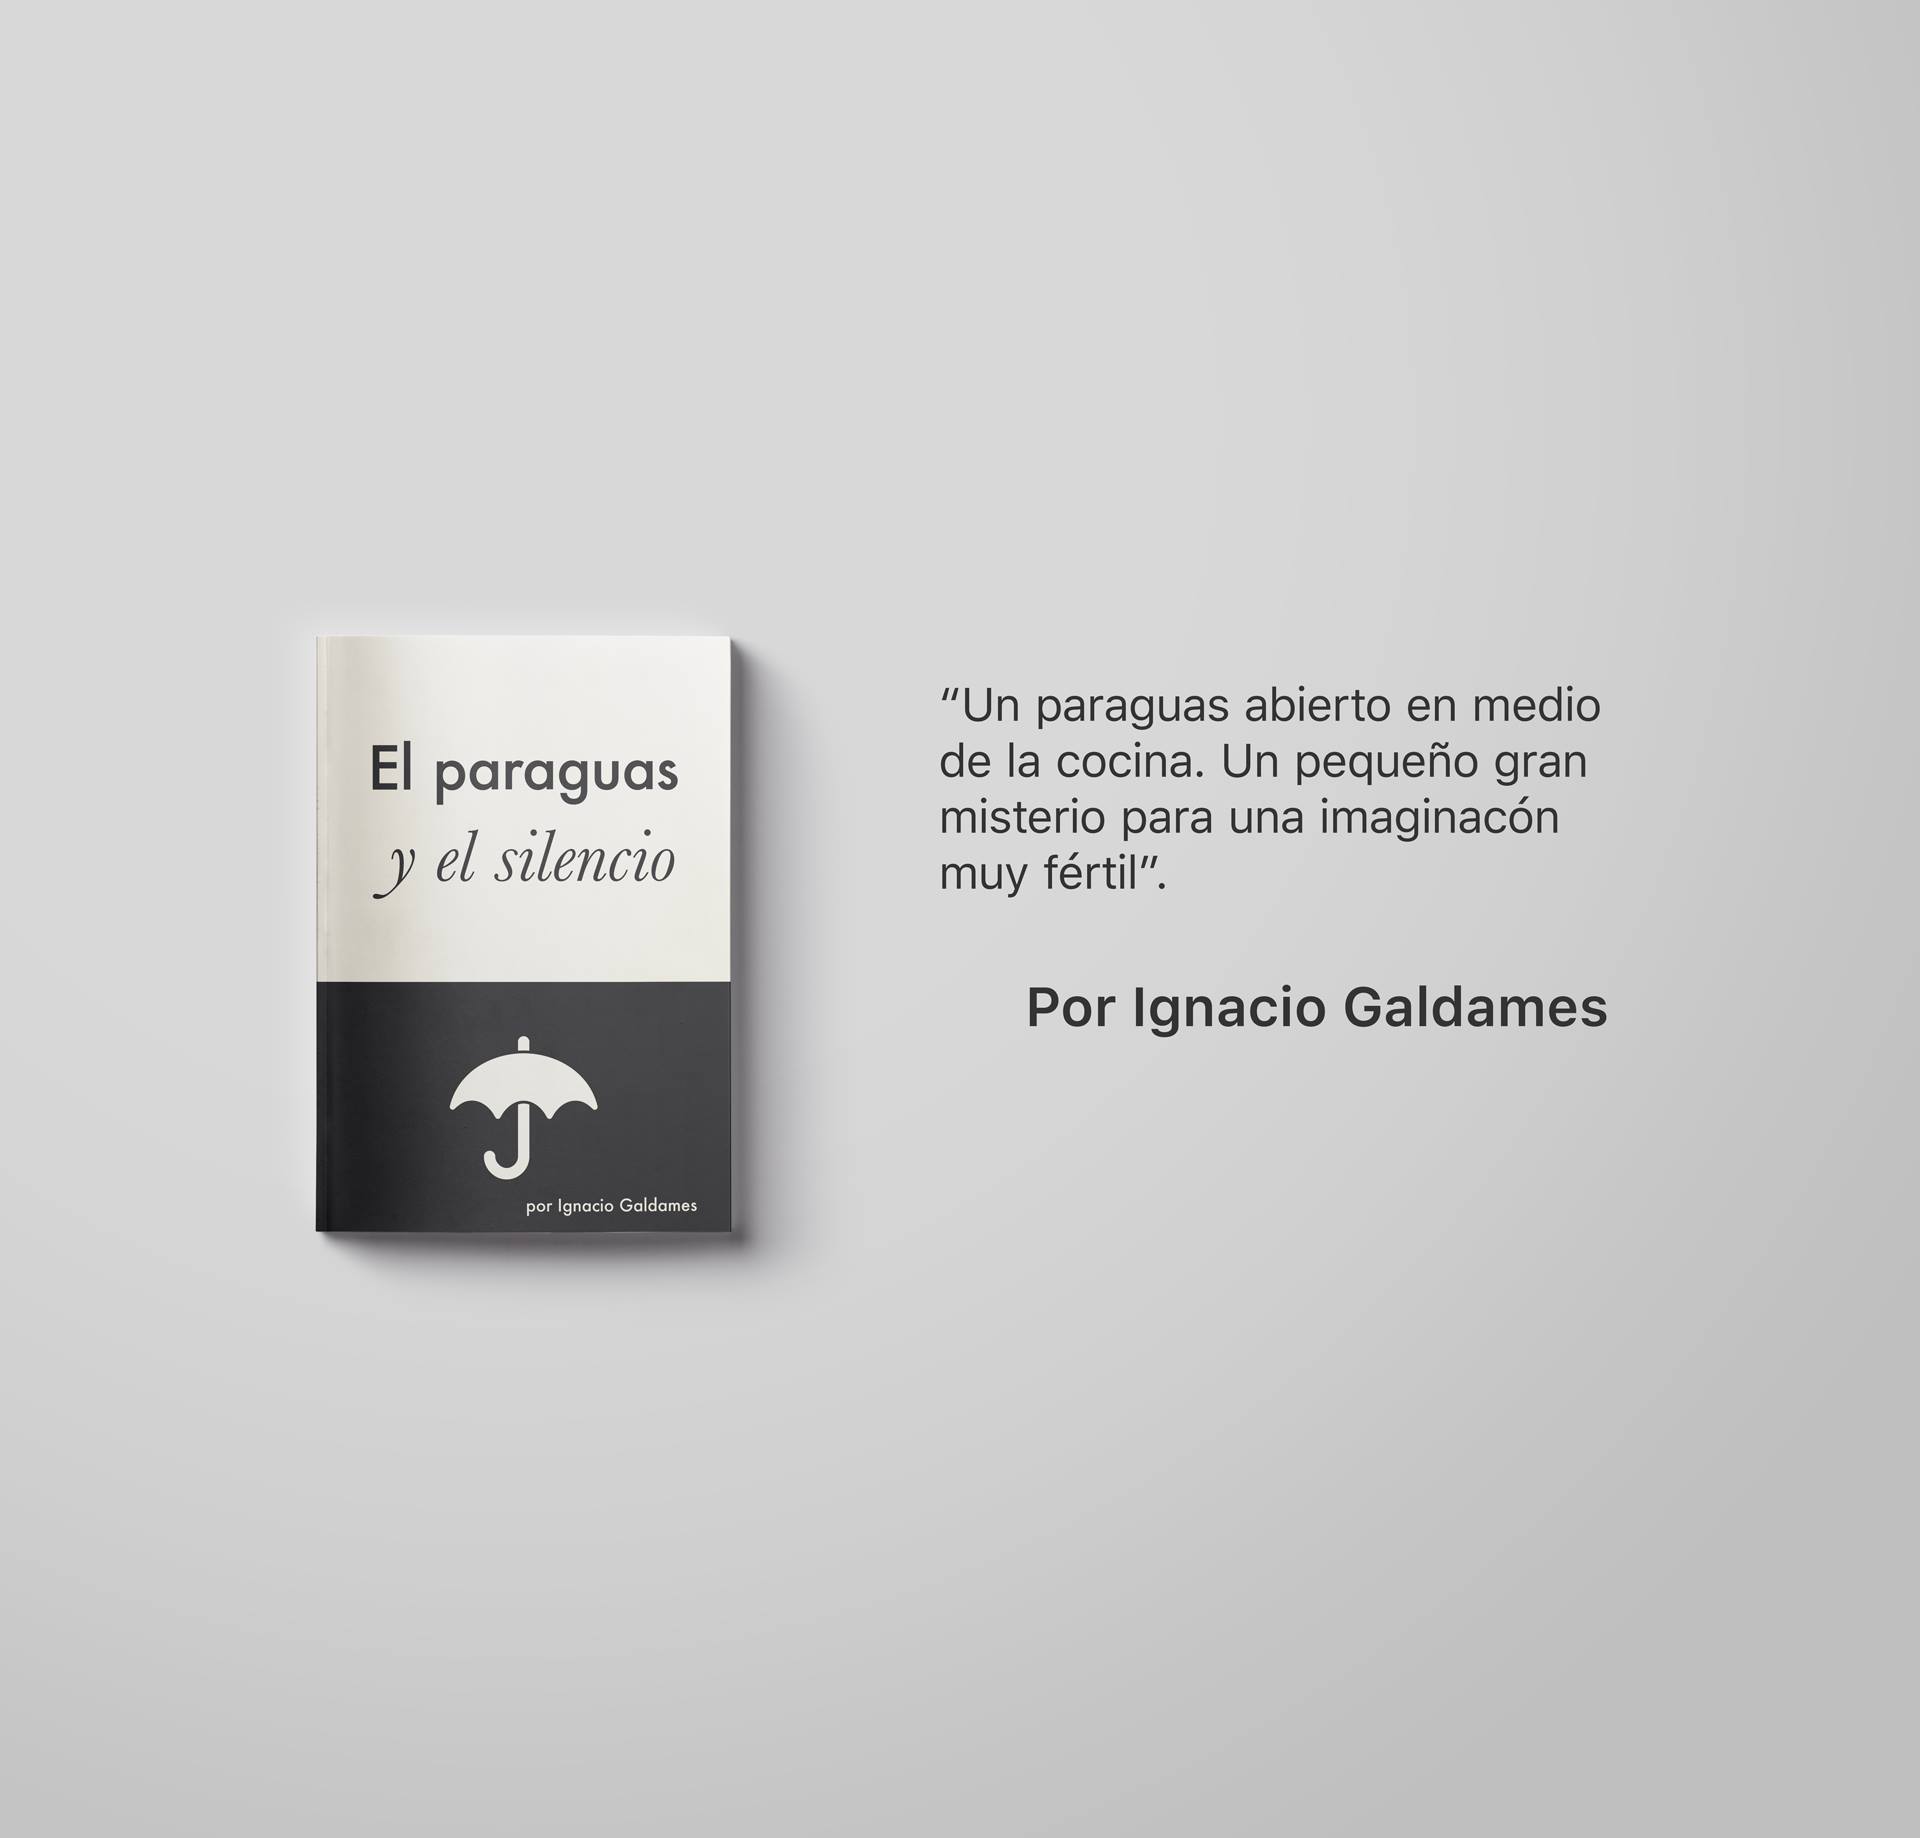 El paraguas
y el silencio
por Ignacio Galdames
“Un paraguas abierto en medio
de la cocina. Un pequeño gran
misterio para una imaginacón
muy fértil”.
Por Ignacio Galdames